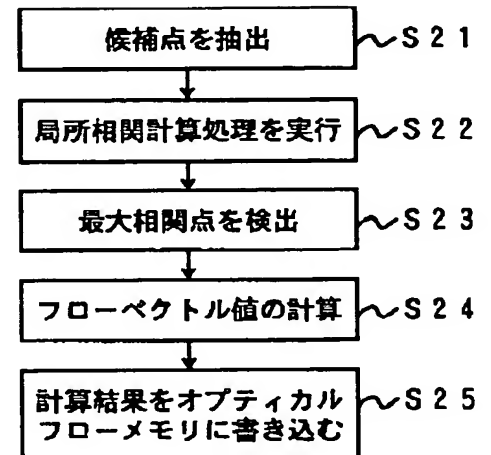 候補点を抽出 S21
局所相関計算処理を実行 S22
最大相関点を検出 S23
フローベクトル値の計算 S24
計算結果をオプティカル S25
フローメモリに書き込む